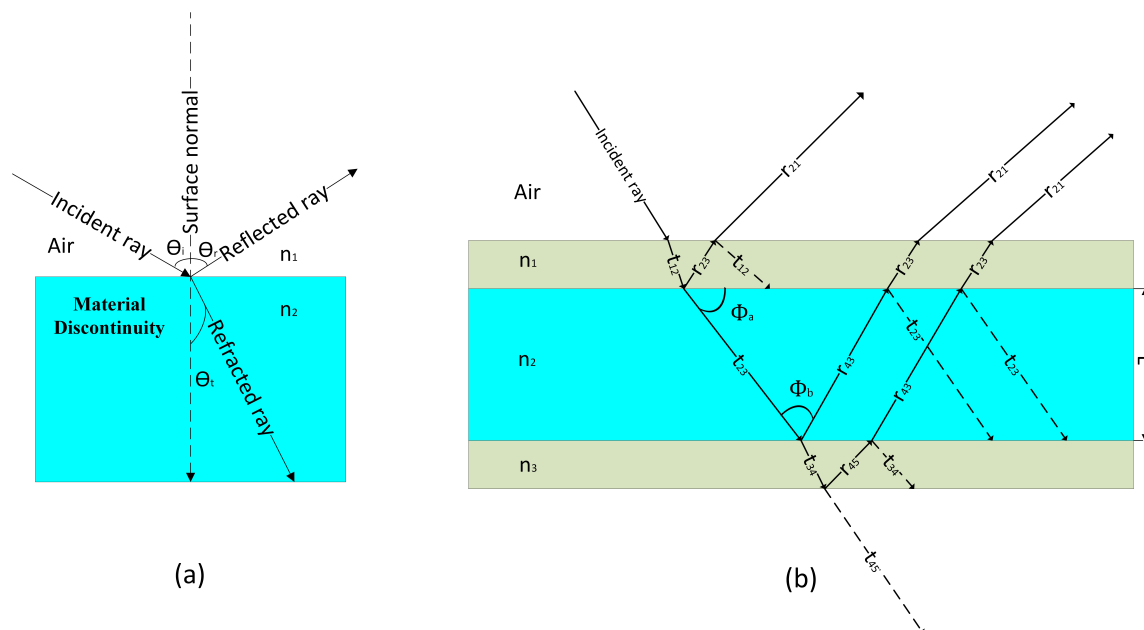 Surface normal
Incident ray
Reflected ray
Air
Θi
Θr
n1
Material
Discontinuity
n2
Refracted ray
Θt
(a)
Incident ray
Air
r21
r21
r21
n1
t12
r23
t12
r23
r23
Φa
n2
t23
Φb
r43
t23
r43
t23
L
n3
t34
r45
t34
t45
(b)